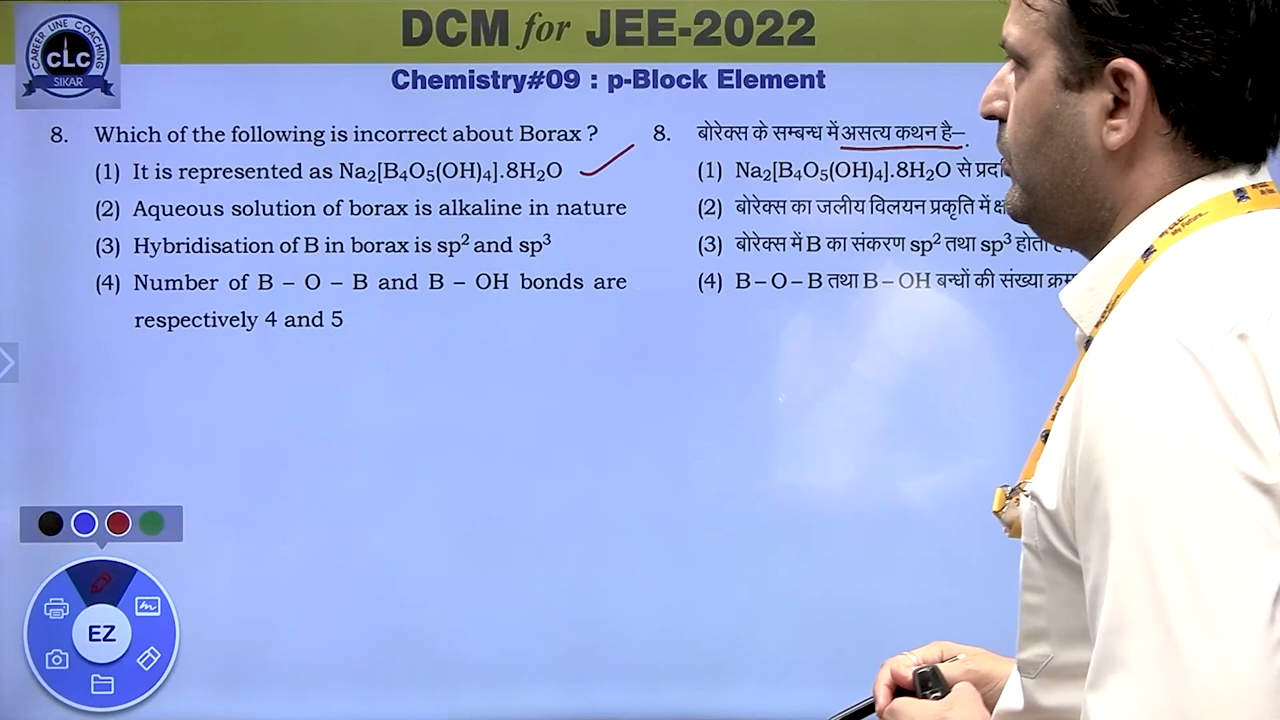 CAREER LINE COACHING
CLC
SIKAR
DCM for JEE-2022
Chemistry#09 : p-Block Element
8. Which of the following is incorrect about Borax ?
(1) It is represented as Na₂[B₄O₅(OH)₄].8H₂O
(2) Aqueous solution of borax is alkaline in nature
(3) Hybridisation of B in borax is sp² and sp³
(4) Number of B – O – B and B – OH bonds are
respectively 4 and 5
8. बोरेक्स के सम्बन्ध में असत्य कथन है–
(1) Na₂[B₄O₅(OH)₄].8H₂O से
(2) बोरेक्स का जलीय विलयन प्रकृति में
(3) बोरेक्स में B का संकरण sp² तथा sp³ होता
(4) B – O – B तथा B – OH बन्धों की संख्या
EZ